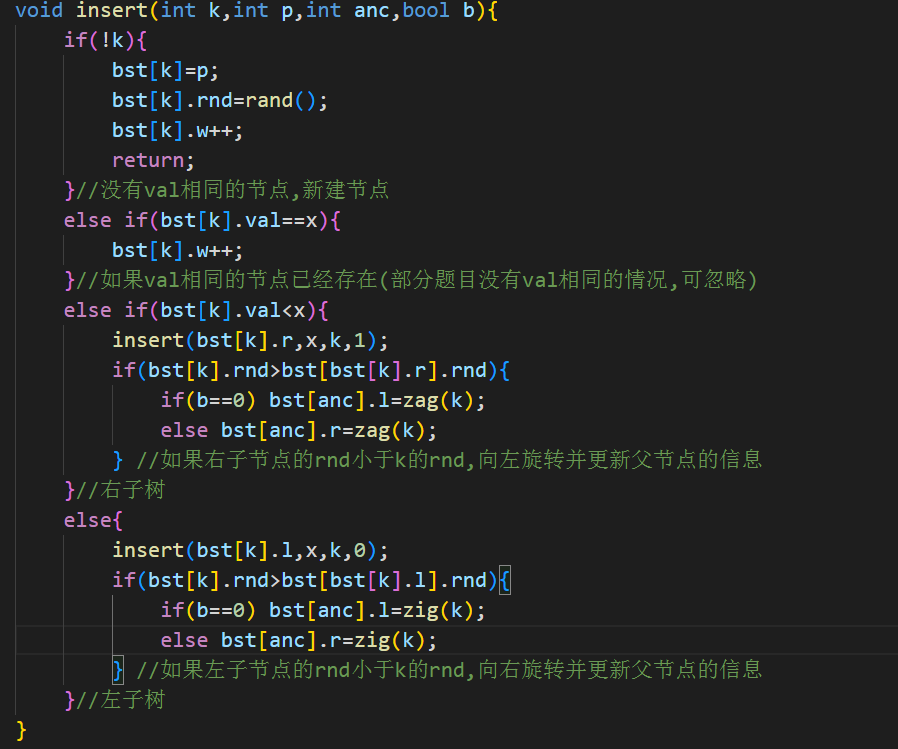 void insert(int k,int p,int anc,bool b){
    if(!k){
        bst[k]=p;
        bst[k].rnd=rand();
        bst[k].w++;
        return;
    }//没有val相同的节点,新建节点
    else if(bst[k].val==x){
        bst[k].w++;
    }//如果val相同的节点已经存在(部分题目没有val相同的情况,可忽略)
    else if(bst[k].val<x){
        insert(bst[k].r,x,k,1);
        if(bst[k].rnd>bst[bst[k].r].rnd){
            if(b==0) bst[anc].l=zag(k);
            else bst[anc].r=zag(k);
        } //如果右子节点的rnd小于k的rnd,向左旋转并更新父节点的信息
    }//右子树
    else{
        insert(bst[k].l,x,k,0);
        if(bst[k].rnd>bst[bst[k].l].rnd){
            if(b==0) bst[anc].l=zig(k);
            else bst[anc].r=zig(k);
        } //如果左子节点的rnd小于k的rnd,向右旋转并更新父节点的信息
    }//左子树
}